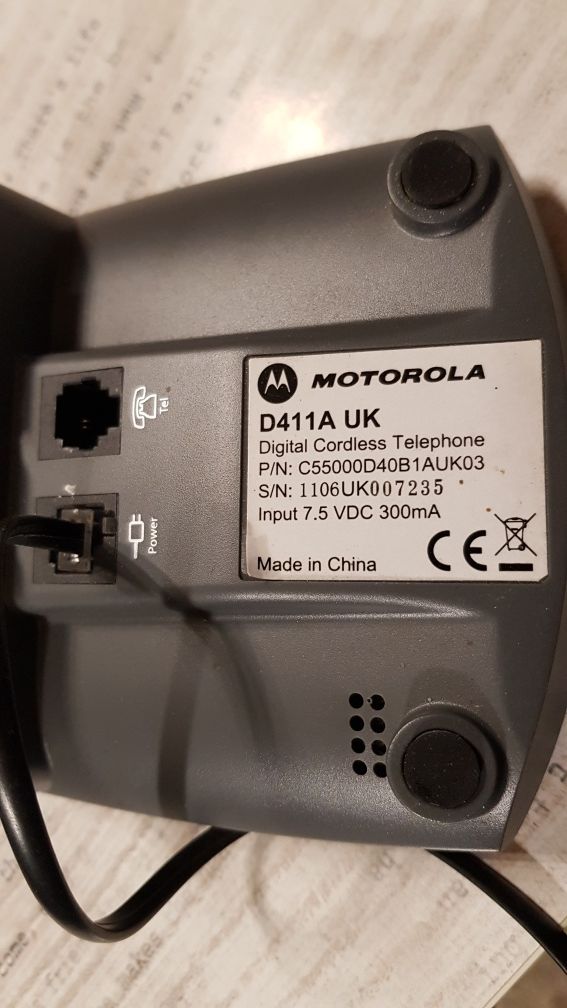 MOTOROLA
D411A UK
Digital Cordless Telephone
P/N: C55000D40B1AUK03
S/N: 1106UK007235
Input 7.5 VDC 300mA
Made in China
CE
Tel
Power